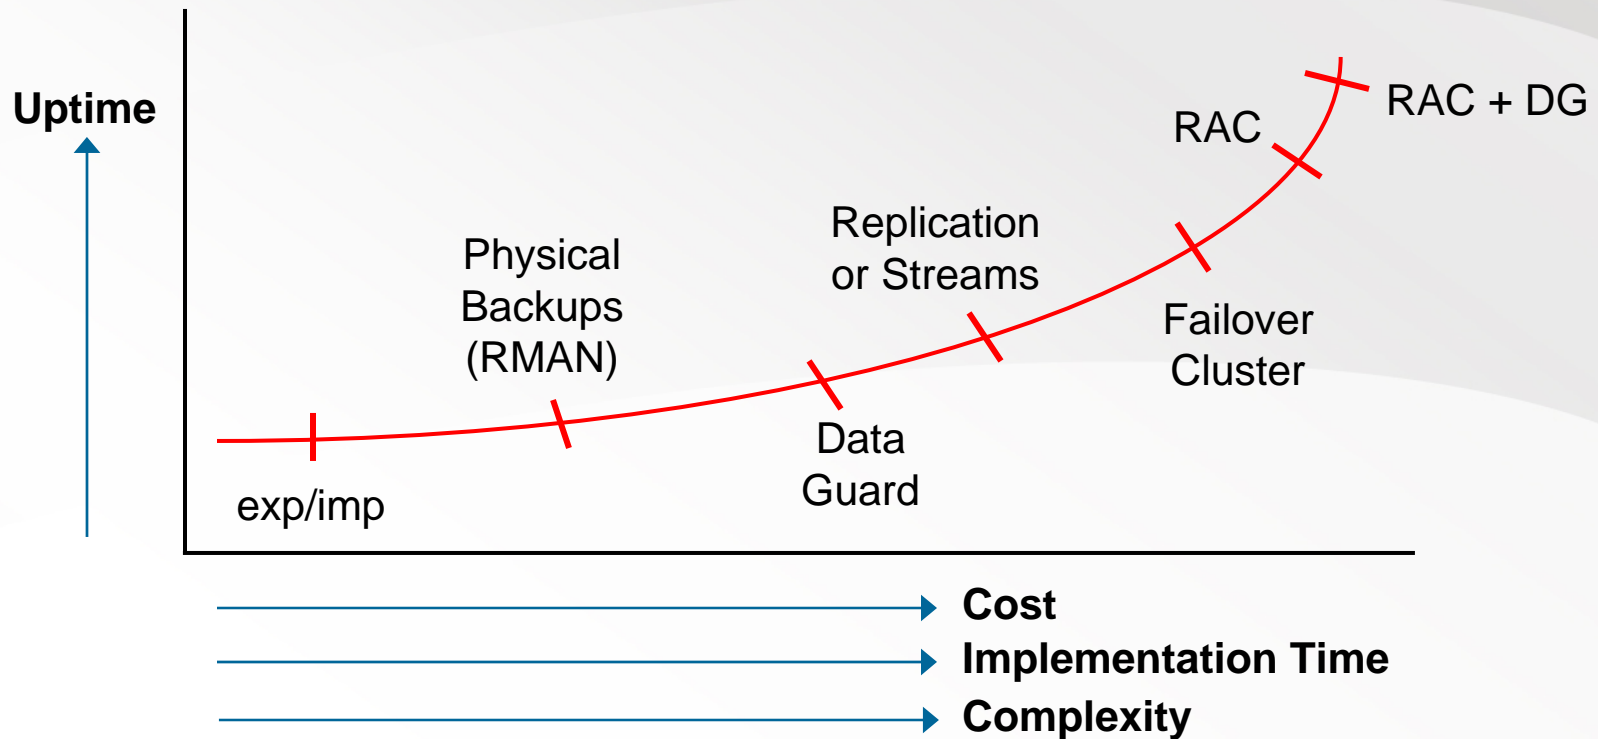 Uptime
RAC + DG
RAC
Replication
or Streams
Physical
Backups
(RMAN)
Failover
Cluster
Data
Guard
exp/imp
Cost
Implementation Time
Complexity